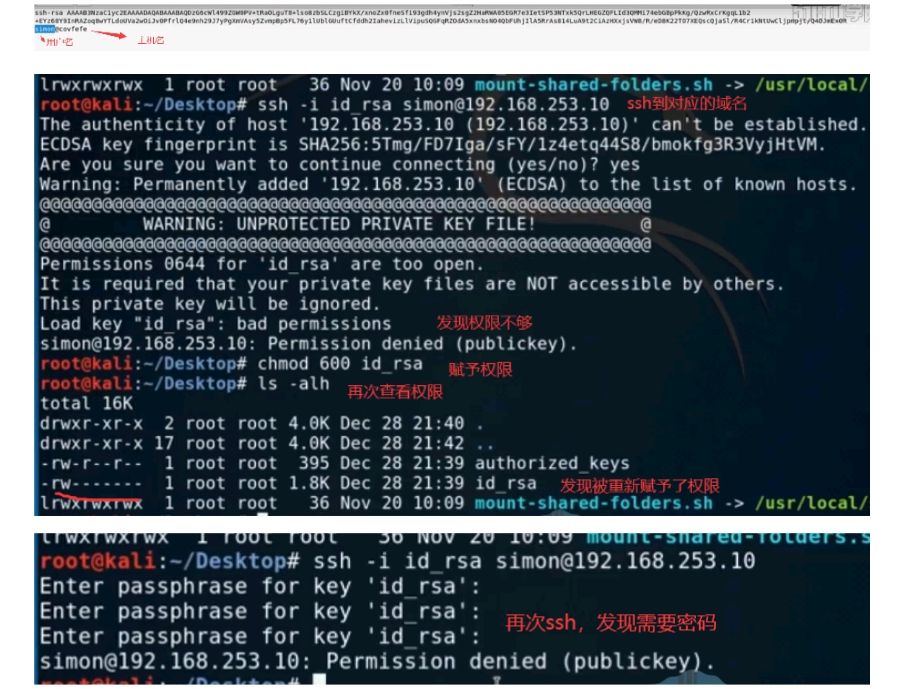 simon@covfefe
用户名
主机名
lrwxrwxrwx 1 root root 36 Nov 20 10:09 mount-shared-folders.sh -> /usr/local/
root@kali:~/Desktop# ssh -i id_rsa simon@192.168.253.10 ssh到对应的域名
The authenticity of host '192.168.253.10 (192.168.253.10)' can't be established.
ECDSA key fingerprint is SHA256:5Tmg/FD7Iga/sFY/1z4etq44S8/bmokfg3R3VyjHtVM.
Are you sure you want to continue connecting (yes/no)? yes
Warning: Permanently added '192.168.253.10' (ECDSA) to the list of known hosts.
@@@@@@@@@@@@@@@@@@@@@@@@@@@@@@@@@@@@@@@@@@@@@@@@@@@@@@@@@@@
@ WARNING: UNPROTECTED PRIVATE KEY FILE! @
@@@@@@@@@@@@@@@@@@@@@@@@@@@@@@@@@@@@@@@@@@@@@@@@@@@@@@@@@@@
Permissions 0644 for 'id_rsa' are too open.
It is required that your private key files are NOT accessible by others.
This private key will be ignored.
Load key "id_rsa": bad permissions 发现权限不够
simon@192.168.253.10: Permission denied (publickey).
root@kali:~/Desktop# chmod 600 id_rsa 赋予权限
root@kali:~/Desktop# ls -alh 再次查看权限
total 16K
drwxr-xr-x 2 root root 4.0K Dec 28 21:40 .
drwxr-xr-x 17 root root 4.0K Dec 28 21:42 ..
-rw-r--r-- 1 root root 395 Dec 28 21:39 authorized_keys
-rw------- 1 root root 1.8K Dec 28 21:39 id_rsa 发现被重新赋予了权限
lrwxrwxrwx 1 root root 36 Nov 20 10:09 mount-shared-folders.sh -> /usr/local/
lrwxrwxrwx 1 root root 36 Nov 20 10:09 mount-shared-folders.s
root@kali:~/Desktop# ssh -i id_rsa simon@192.168.253.10
Enter passphrase for key 'id_rsa':
Enter passphrase for key 'id_rsa':
Enter passphrase for key 'id_rsa': 再次ssh，发现需要密码
simon@192.168.253.10: Permission denied (publickey).
root@kali:~/Desktop#